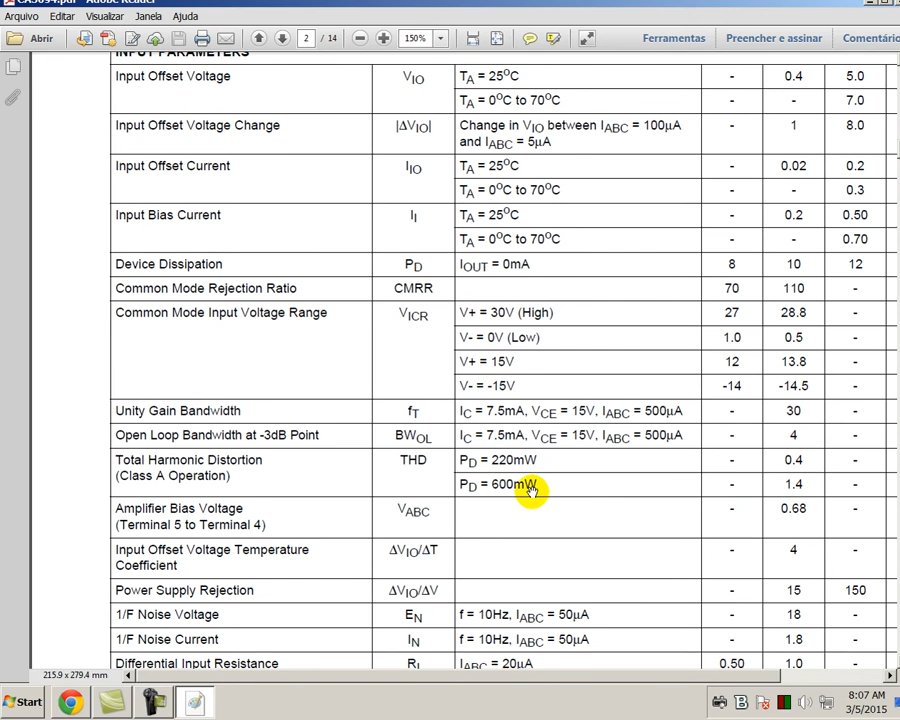 CA3094.pdf - Adobe Reader
Arquivo Editar Visualizar Janela Ajuda
Abrir 2 / 14 150% Ferramentas Preencher e assinar Comentário
INPUT PARAMETERS
Input Offset Voltage VIO TA = 25°C - 0.4 5.0
TA = 0°C to 70°C - - 7.0
Input Offset Voltage Change |ΔVIO| Change in VIO between IABC = 100μA - 1 8.0
and IABC = 5μA
Input Offset Current IIO TA = 25°C - 0.02 0.2
TA = 0°C to 70°C - - 0.3
Input Bias Current II TA = 25°C - 0.2 0.50
TA = 0°C to 70°C - - 0.70
Device Dissipation PD IOUT = 0mA 8 10 12
Common Mode Rejection Ratio CMRR 70 110 -
Common Mode Input Voltage Range VICR V+ = 30V (High) 27 28.8 -
V- = 0V (Low) 1.0 0.5 -
V+ = 15V 12 13.8 -
V- = -15V -14 -14.5 -
Unity Gain Bandwidth fT IC = 7.5mA, VCE = 15V, IABC = 500μA - 30 -
Open Loop Bandwidth at -3dB Point BWOL IC = 7.5mA, VCE = 15V, IABC = 500μA - 4 -
Total Harmonic Distortion THD PD = 220mW - 0.4 -
(Class A Operation) PD = 600mW - 1.4 -
Amplifier Bias Voltage VABC - 0.68 -
(Terminal 5 to Terminal 4)
Input Offset Voltage Temperature ΔVIO/ΔT - 4 -
Coefficient
Power Supply Rejection ΔVIO/ΔV - 15 150
1/F Noise Voltage EN f = 10Hz, IABC = 50μA - 18 -
1/F Noise Current IN f = 10Hz, IABC = 50μA - 1.8 -
Differential Input Resistance RI IABC = 20μA 0.50 1.0 -
215.9 x 279.4 mm
Start 8:07 AM
3/5/2015